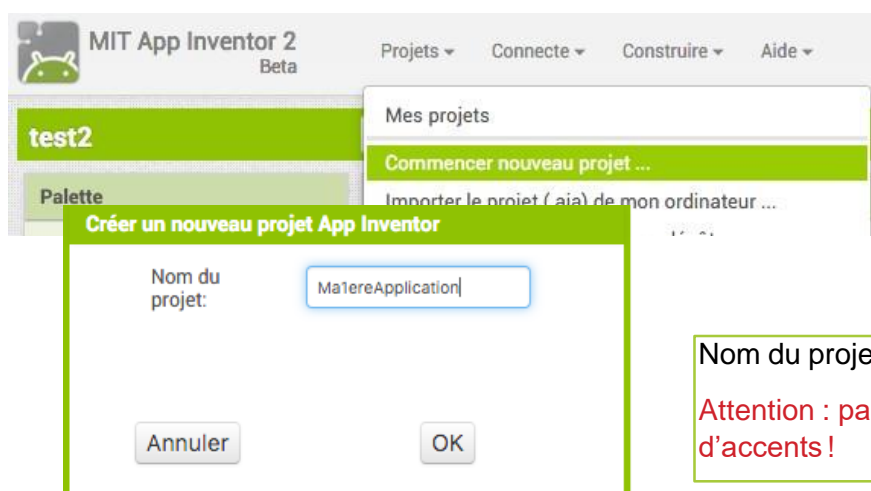 MIT App Inventor 2
Beta
Projets Connecte Construire Aide
test2
Mes projets
Commencer nouveau projet ...
Palette
Importer le projet (.aia) de mon ordinateur ...
Créer un nouveau projet App Inventor
Nom du
projet:
Ma1ereApplication
Annuler
OK
Nom du proje
Attention : pa
d'accents !